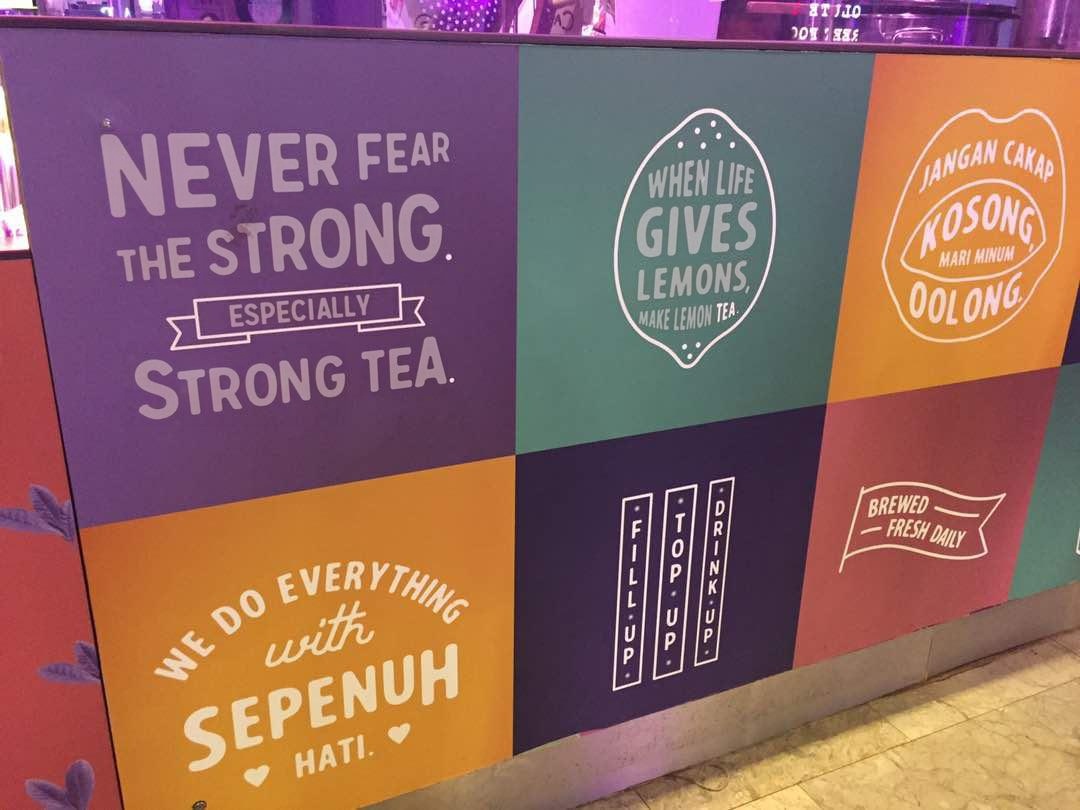 NEVER FEAR
THE STRONG.
ESPECIALLY
STRONG TEA.
WHEN LIFE
GIVES
LEMONS,
MAKE LEMON TEA.
JANGAN CAKAP
KOSONG,
MARI MINUM
OOLONG.
WE DO EVERYTHING
with
SEPENUH
HATI.
FILL UP
TOP UP
DRINK UP
BREWED
FRESH DAILY